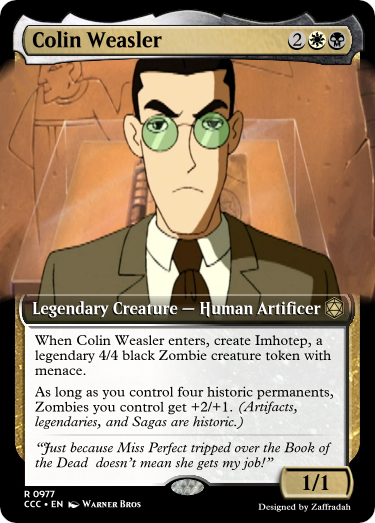 Colin Weasler 2
Legendary Creature — Human Artificer
When Colin Weasler enters, create Imhotep, a
legendary 4/4 black Zombie creature token with
menace.
As long as you control four historic permanents,
Zombies you control get +2/+1. (Artifacts,
legendaries, and Sagas are historic.)
“Just because Miss Perfect tripped over the Book of
the Dead  doesn't mean she gets my job!”
1/1
R 0977
CCC • EN Warner Bros
Designed by Zaffradah